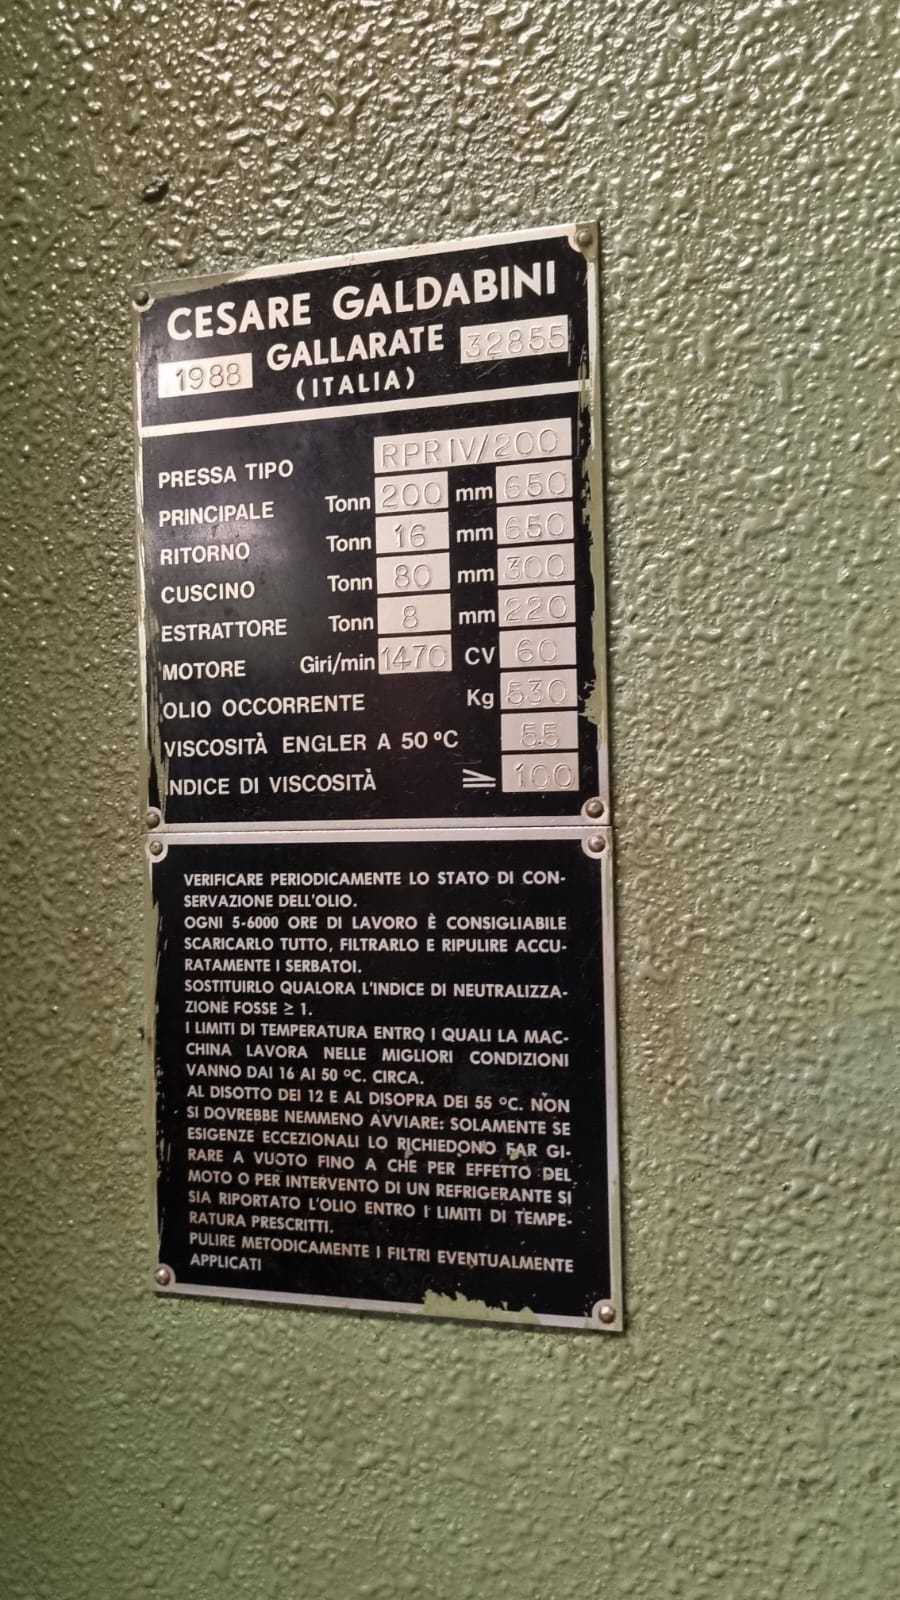 CESARE GALDABINI
1988 GALLARATE 32855
(ITALIA)
PRESSA TIPO RPRIV/200
PRINCIPALE Tonn 200 mm 650
RITORNO Tonn 16 mm 650
CUSCINO Tonn 80 mm 300
ESTRATTORE Tonn 8 mm 220
MOTORE Giri/min 1470 CV 60
OLIO OCCORRENTE Kg 530
VISCOSITÀ ENGLER A 50 °C 5.5
INDICE DI VISCOSITÀ ⩾ 100
VERIFICARE PERIODICAMENTE LO STATO DI CON-
SERVAZIONE DELL'OLIO.
OGNI 5-6000 ORE DI LAVORO È CONSIGLIABILE
SCARICARLO TUTTO, FILTRARLO E RIPULIRE ACCU-
RATAMENTE I SERBATOI.
SOSTITUIRLO QUALORA L'INDICE DI NEUTRALIZZA-
ZIONE FOSSE ≥ 1.
I LIMITI DI TEMPERATURA ENTRO I QUALI LA MAC-
CHINA LAVORA NELLE MIGLIORI CONDIZIONI
VANNO DAI 16 AI 50 °C. CIRCA.
AL DISOTTO DEI 12 E AL DISOPRA DEI 55 °C. NON
SI DOVREBBE NEMMENO AVVIARE: SOLAMENTE SE
ESIGENZE ECCEZIONALI LO RICHIEDONO FAR GI-
RARE A VUOTO FINO A CHE PER EFFETTO DEL
MOTO O PER INTERVENTO DI UN REFRIGERANTE SI
SIA RIPORTATO L'OLIO ENTRO I LIMITI DI TEMPE-
RATURA PRESCRITTI.
PULIRE METODICAMENTE I FILTRI EVENTUALMENTE
APPLICATI